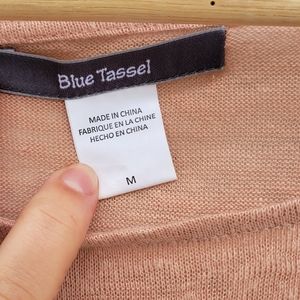 Blue Tassel
MADE IN CHINA
FABRIQUE EN LA CHINE
HECHO EN CHINA
M